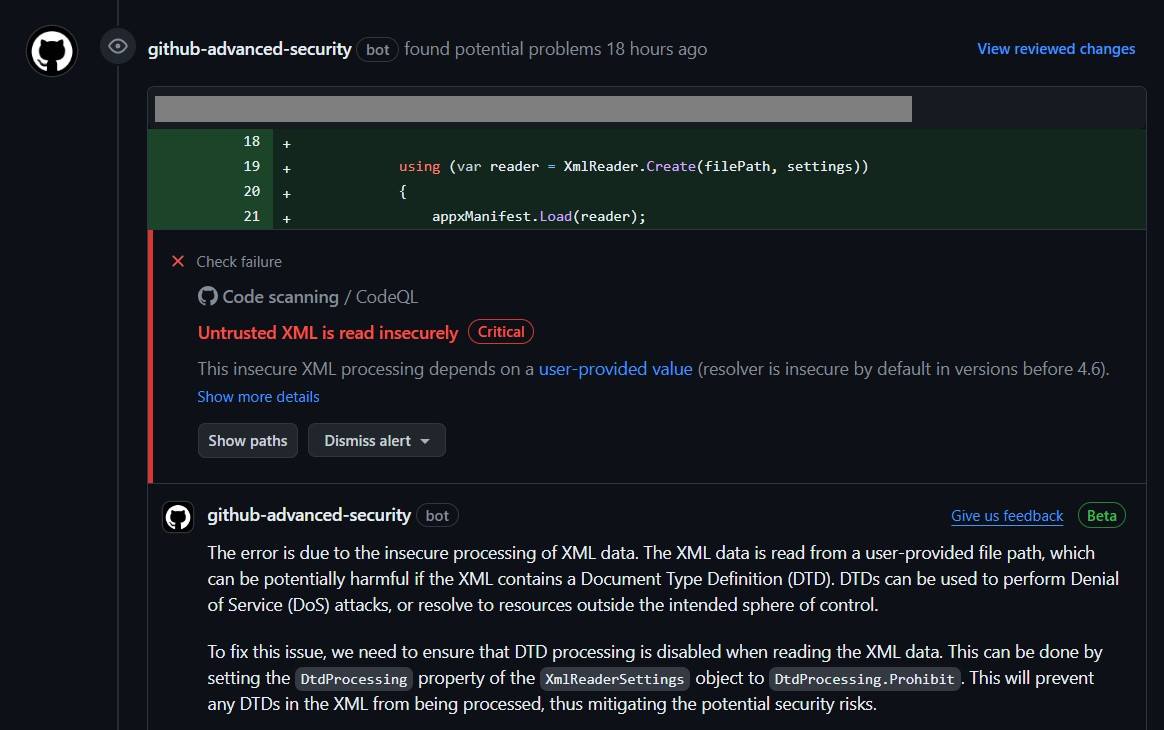 github-advanced-security bot found potential problems 18 hours ago View reviewed changes
18 +
19 + using (var reader = XmlReader.Create(filePath, settings))
20 + {
21 + appxManifest.Load(reader);
Check failure
Code scanning / CodeQL
Untrusted XML is read insecurely Critical
This insecure XML processing depends on a user-provided value (resolver is insecure by default in versions before 4.6).
Show more details
Show paths Dismiss alert
github-advanced-security bot Give us feedback Beta
The error is due to the insecure processing of XML data. The XML data is read from a user-provided file path, which
can be potentially harmful if the XML contains a Document Type Definition (DTD). DTDs can be used to perform Denial
of Service (DoS) attacks, or resolve to resources outside the intended sphere of control.
To fix this issue, we need to ensure that DTD processing is disabled when reading the XML data. This can be done by
setting the DtdProcessing property of the XmlReaderSettings object to DtdProcessing.Prohibit. This will prevent
any DTDs in the XML from being processed, thus mitigating the potential security risks.